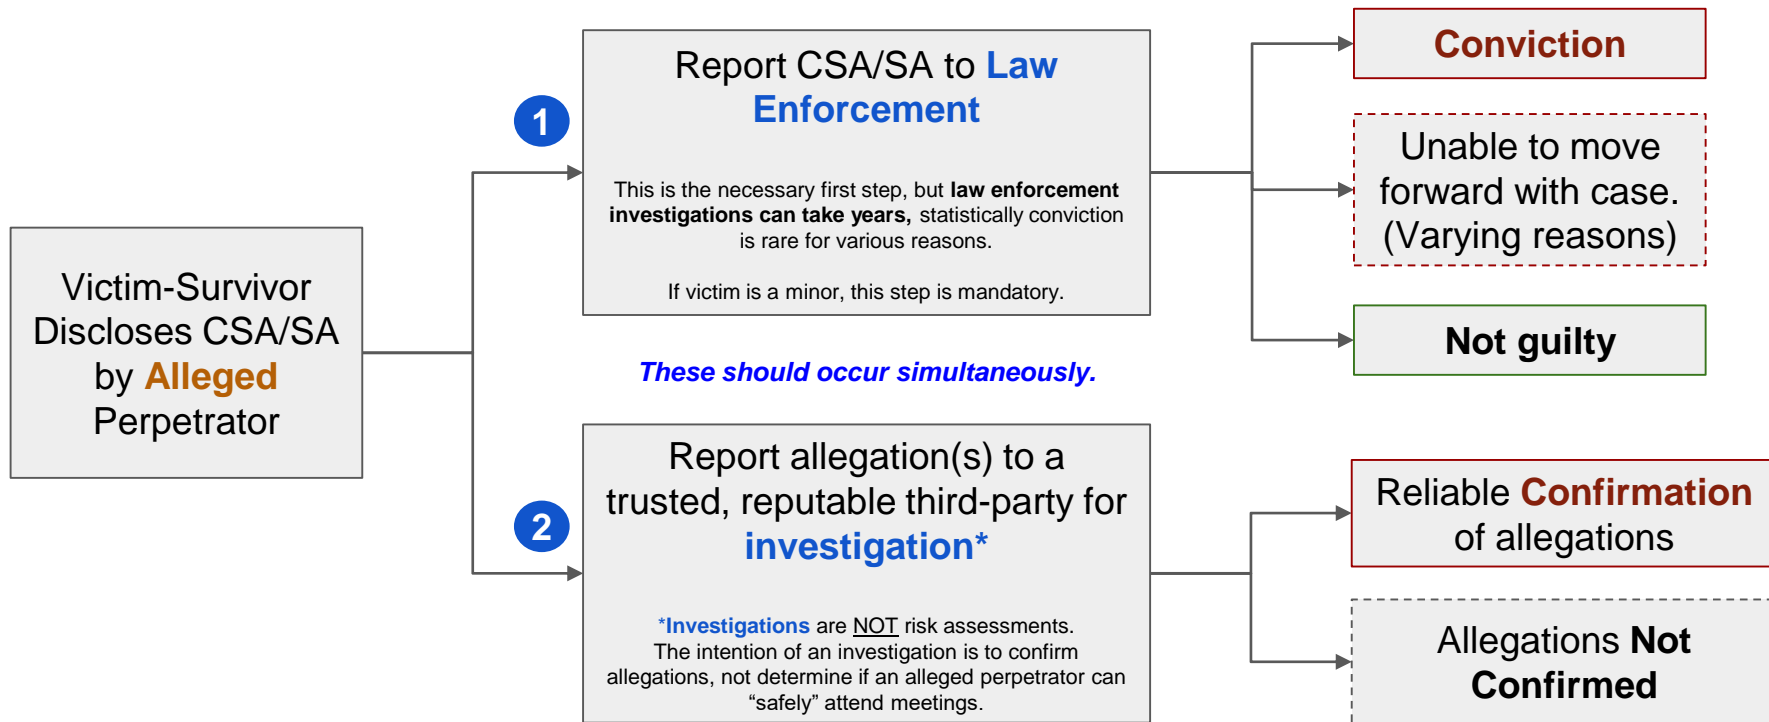 Victim-Survivor
Discloses CSA/SA
by Alleged
Perpetrator
1
Report CSA/SA to Law
Enforcement
This is the necessary first step, but law enforcement
investigations can take years, statistically conviction
is rare for various reasons.
If victim is a minor, this step is mandatory.
These should occur simultaneously.
2
Report allegation(s) to a
trusted, reputable third-party for
investigation*
*Investigations are NOT risk assessments.
The intention of an investigation is to confirm
allegations, not determine if an alleged perpetrator can
“safely” attend meetings.
Conviction
Unable to move
forward with case.
(Varying reasons)
Not guilty
Reliable Confirmation
of allegations
Allegations Not
Confirmed